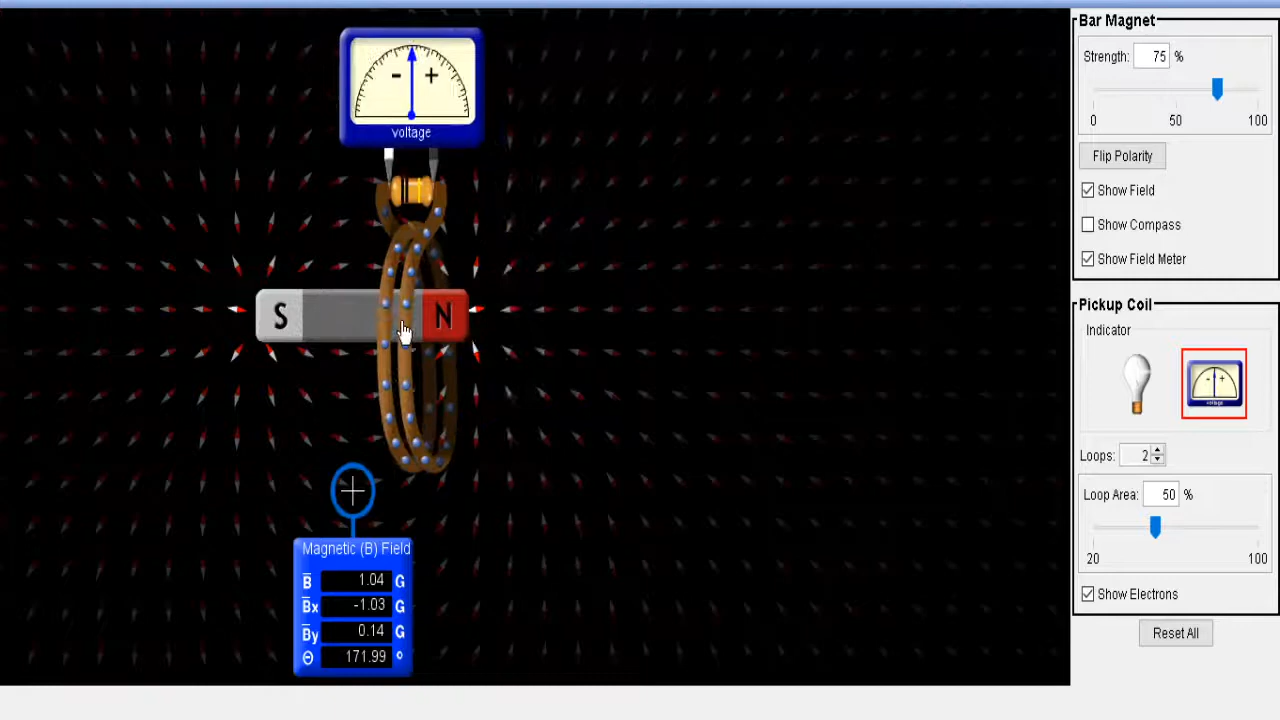 Bar Magnet
Strength: 75 %
0 50 100
Flip Polarity
Show Field
Show Compass
Show Field Meter
Pickup Coil
Indicator
- +
voltage
- +
voltage
Loops: 2
Loop Area: 50 %
20 100
Show Electrons
Reset All
S N
Magnetic (B) Field
B 1.04 G
Bx -1.03 G
By 0.14 G
Θ 171.99 °